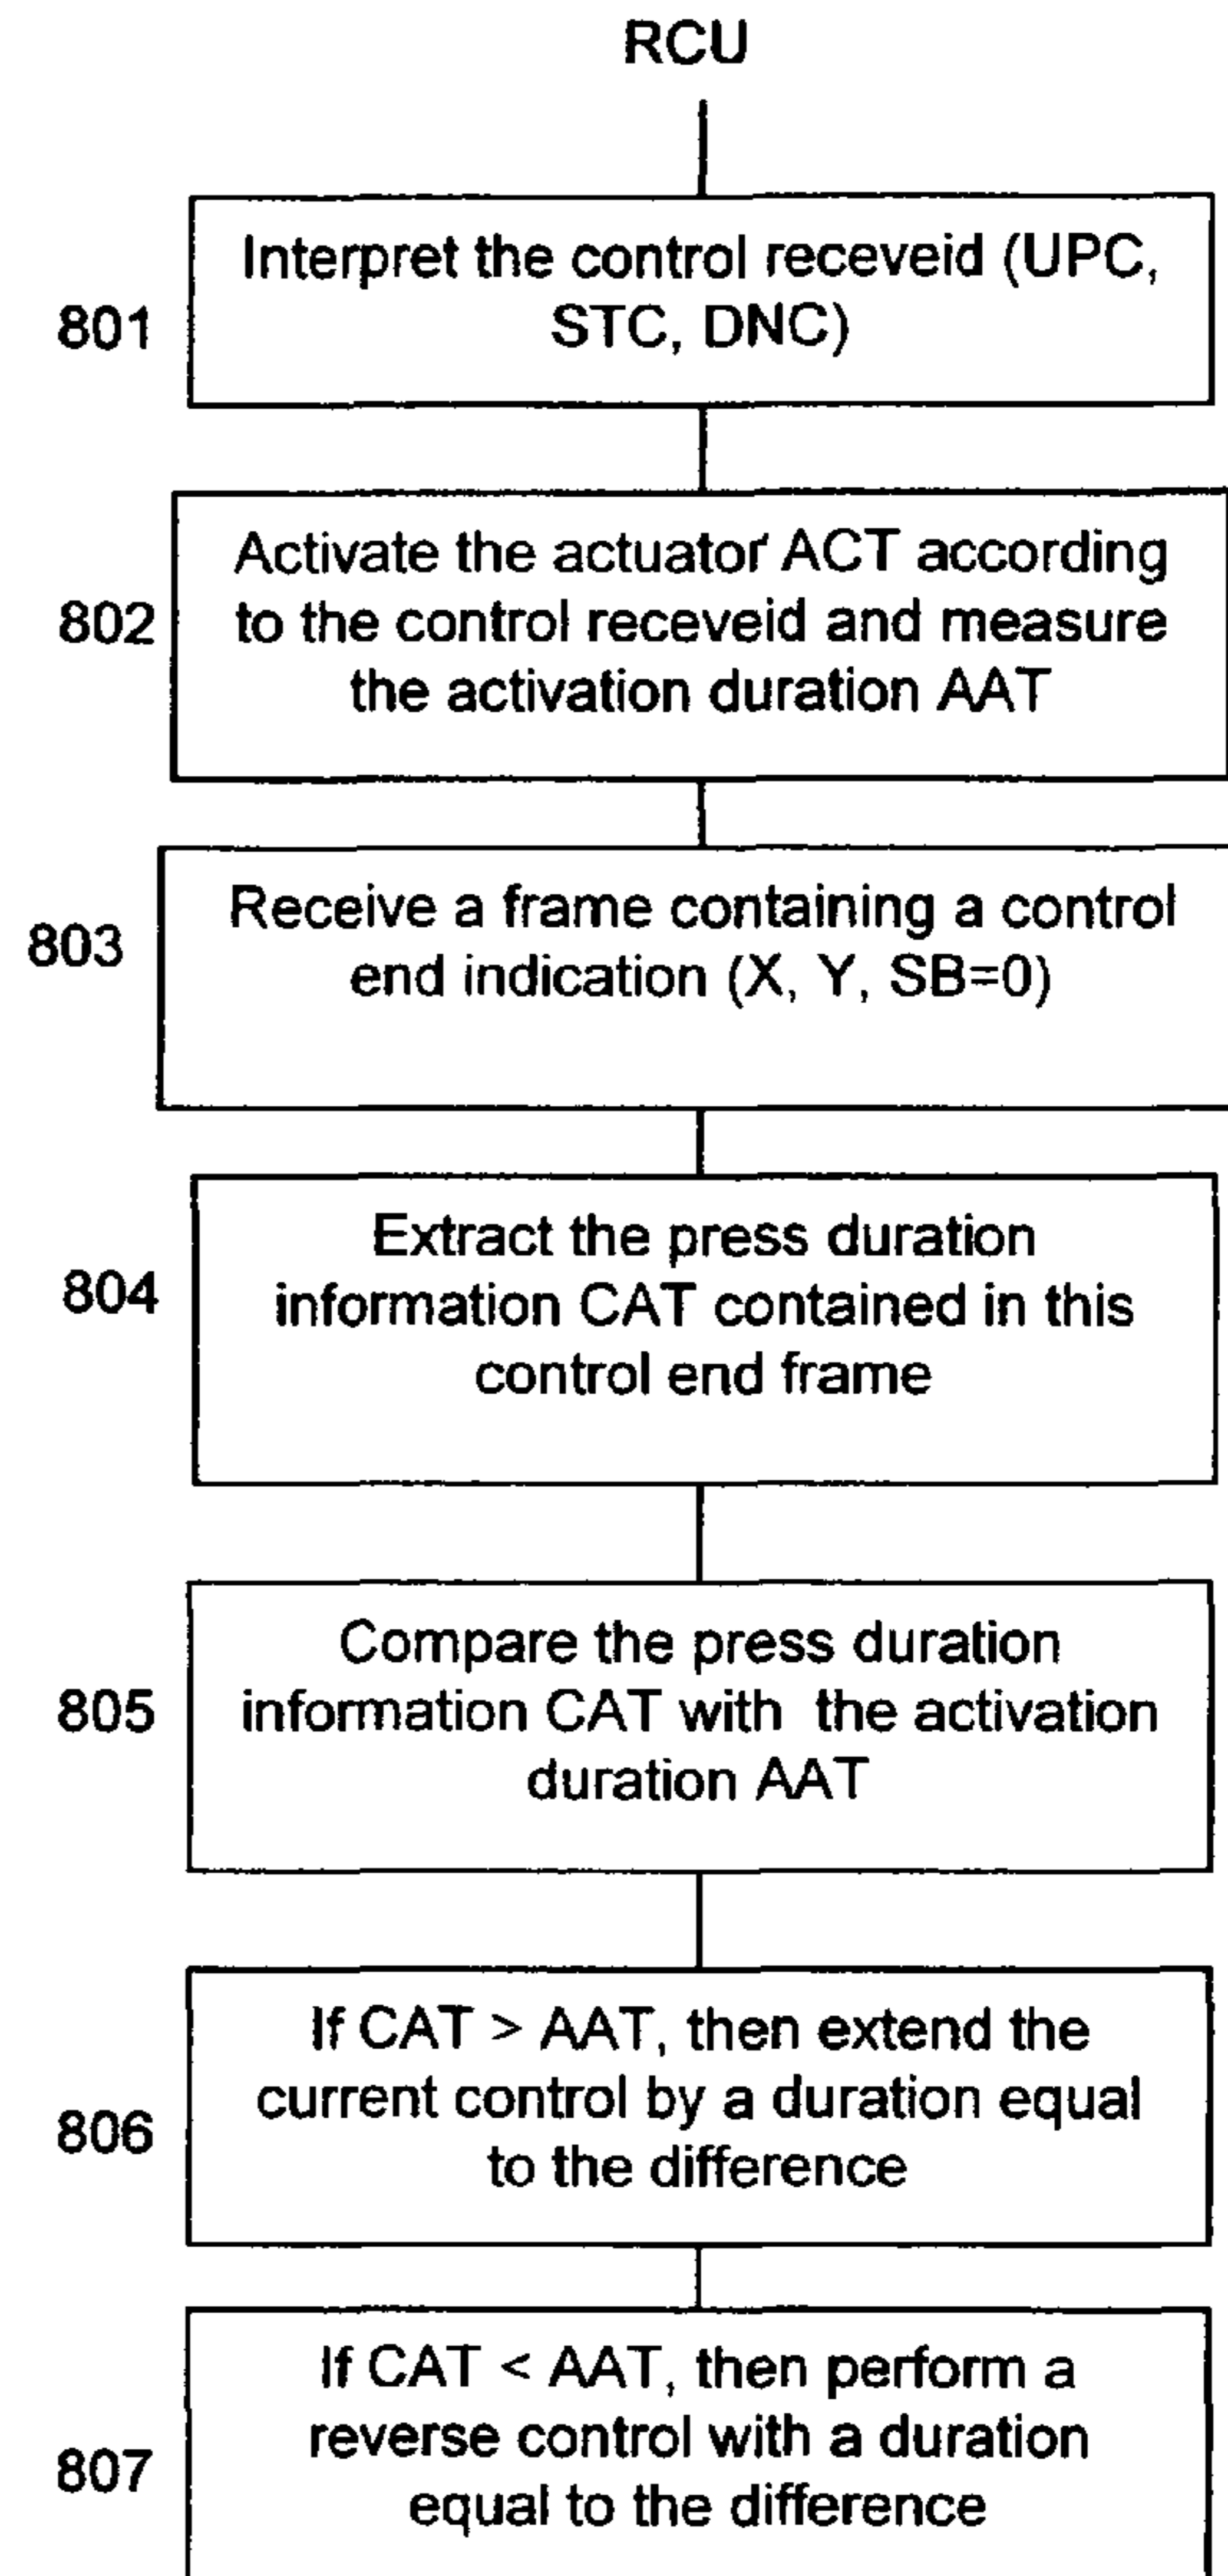 RCU
Interpret the control receveid (UPC,
STC, DNC)
801
Activate the actuator ACT according
to the control receveid and measure
the activation duration AAT
802
Receive a frame containing a control
end indication (X, Y, SB=0)
803
Extract the press duration
information CAT contained in this
control end frame
804
Compare the press duration
information CAT with the activation
duration AAT
805
If CAT > AAT, then extend the
current control by a duration equal
to the difference
806
If CAT < AAT, then perform a
reverse control with a duration
equal to the difference
807